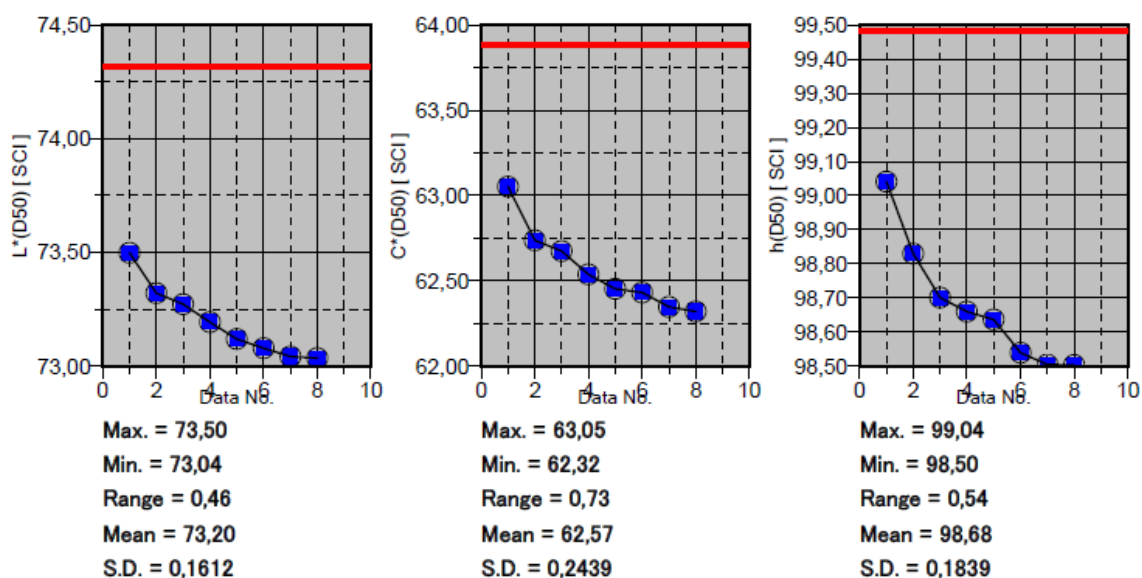 74,50
74,00
73,50
73,00
L*(D50) [ SCI ]
0 2 4 6 8 10
Data No.
Max. = 73,50
Min. = 73,04
Range = 0,46
Mean = 73,20
S.D. = 0,1612
64,00
63,50
63,00
62,50
62,00
C*(D50) [ SCI ]
0 2 4 6 8 10
Data No.
Max. = 63,05
Min. = 62,32
Range = 0,73
Mean = 62,57
S.D. = 0,2439
99,50
99,40
99,30
99,20
99,10
99,00
98,90
98,80
98,70
98,60
98,50
h(D50) [ SCI ]
0 2 4 6 8 10
Data No.
Max. = 99,04
Min. = 98,50
Range = 0,54
Mean = 98,68
S.D. = 0,1839